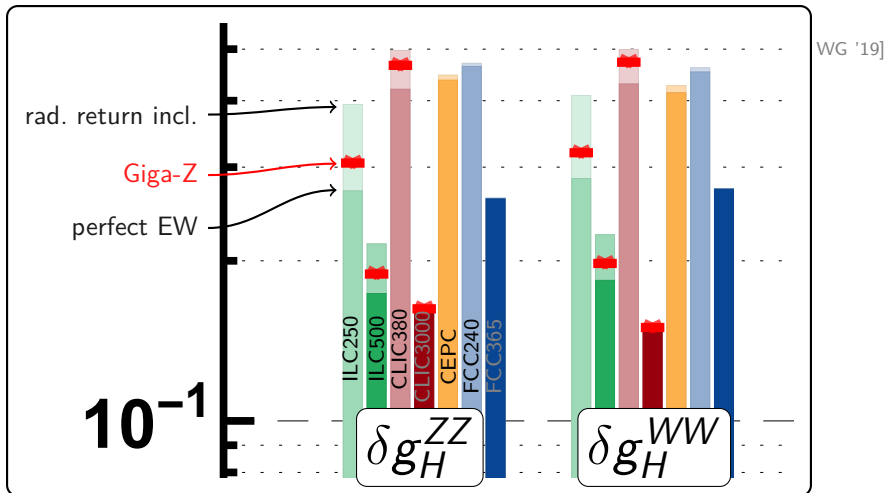 WG '19]
rad. return incl.
Giga-Z
perfect EW
ILC250
ILC500
CLIC380
CLIC3000
CEPC
FCC240
FCC365
10⁻¹
δg_H^ZZ
δg_H^WW